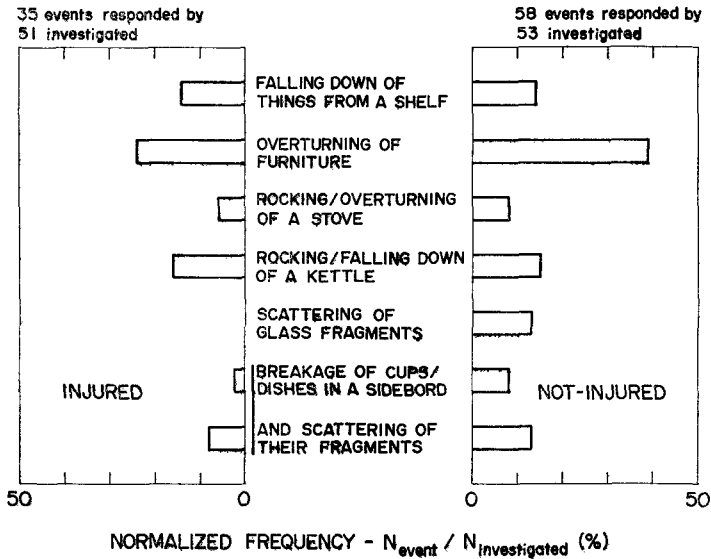 35 events responded by
51 investigated
58 events responded by
53 investigated
FALLING DOWN OF
THINGS FROM A SHELF
OVERTURNING OF
FURNITURE
ROCKING/OVERTURNING
OF A STOVE
ROCKING/FALLING DOWN
OF A KETTLE
SCATTERING OF
GLASS FRAGMENTS
BREAKAGE OF CUPS/
DISHES IN A SIDEBORD
AND SCATTERING OF
THEIR FRAGMENTS
INJURED
NOT-INJURED
50 0 0 50
NORMALIZED FREQUENCY - Nevent / Ninvestigated (%)